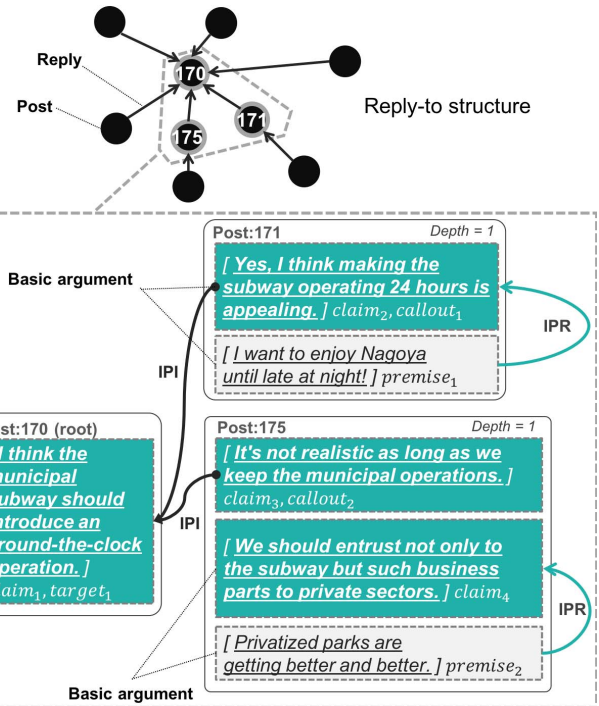 170
Reply
Post
175
171
Reply-to structure
Post:171
Depth = 1
Basic argument
[ Yes, I think making the
subway operating 24 hours is
appealing. ] claim₂, callout₁
[ I want to enjoy Nagoya
until late at night! ] premise₁
IPR
IPI
st:170 (root)
think the
municipal
ubway should
ntroduce an
round-the-clock
peration. ]
aim₁, target₁
IPI
Post:175
Depth = 1
[ It's not realistic as long as we
keep the municipal operations. ]
claim₃, callout₂
[ We should entrust not only to
the subway but such business
parts to private sectors. ] claim₄
[ Privatized parks are
getting better and better. ] premise₂
IPR
Basic argument